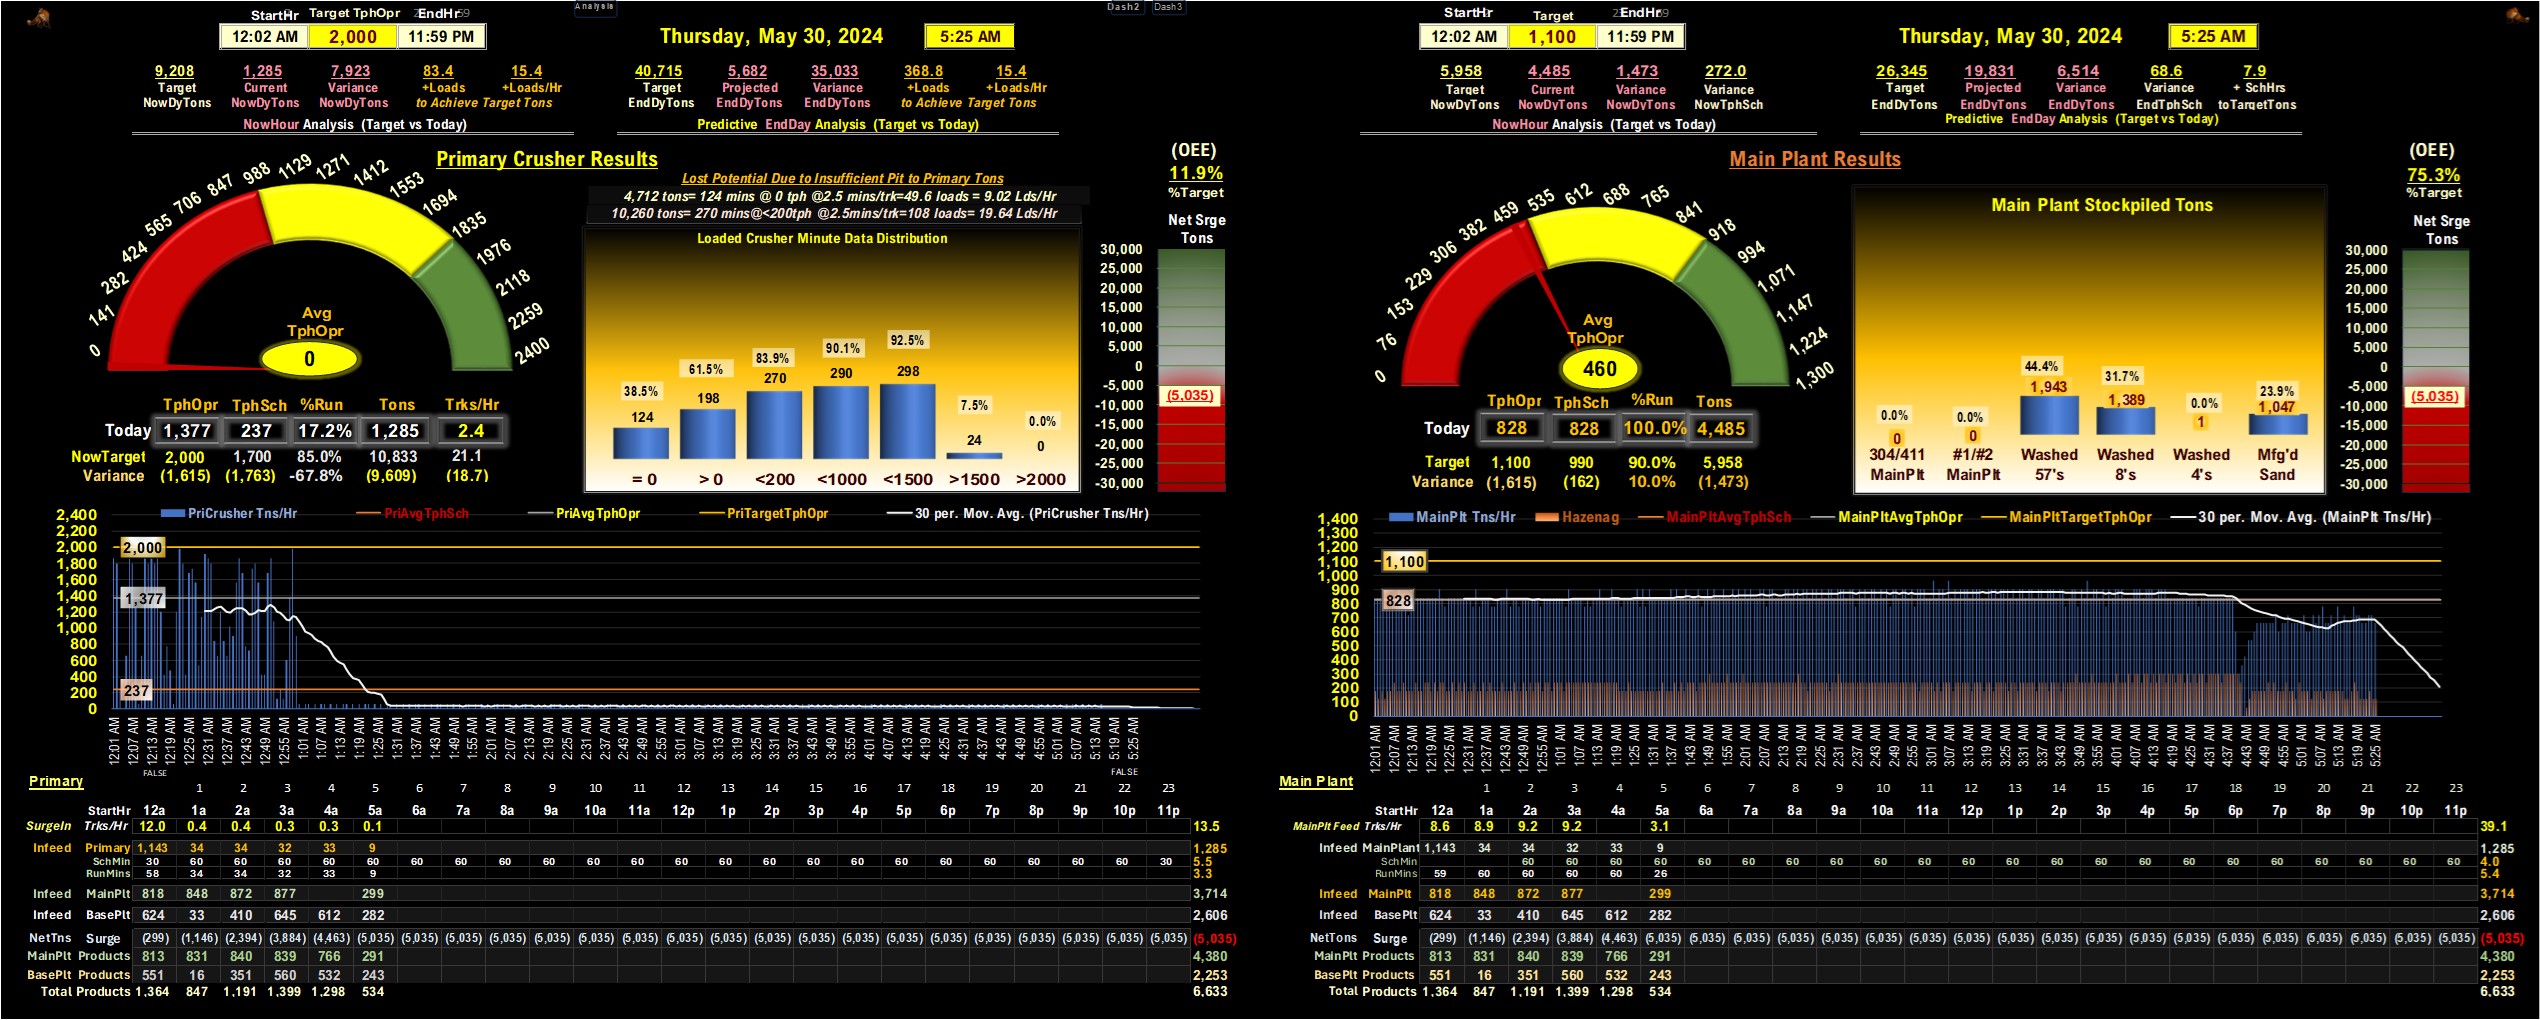 Analysis Dash2 Dash3
StartHr Target TphOpr EndHr
12:02 AM 2,000 11:59 PM
Thursday, May 30, 2024 5:25 AM
9,208 1,285 7,923 83.4 15.4
Target Current Variance +Loads +Loads/Hr
NowDyTons NowDyTons NowDyTons to Achieve Target Tons
NowHour Analysis (Target vs Today)
40,715 5,682 35,033 368.8 15.4
Target Projected Variance +Loads +Loads/Hr
EndDyTons EndDyTons EndDyTons to Achieve Target Tons
Predictive EndDay Analysis (Target vs Today)
Primary Crusher Results
Lost Potential Due to Insufficient Pit to Primary Tons
4,712 tons= 124 mins @ 0 tph @2.5 mins/trk=49.6 loads = 9.02 Lds/Hr
10,260 tons= 270 mins@<200tph @2.5mins/trk=108 loads= 19.64 Lds/Hr
(OEE)
11.9%
%Target
Net Srge
Tons
0 141 282 424 565 706 847 988 1129 1271 1412 1553 1694 1835 1976 2118 2259 2400
Avg
TphOpr
0
Loaded Crusher Minute Data Distribution
38.5% 61.5% 83.9% 90.1% 92.5% 7.5% 0.0%
124 198 270 290 298 24 0
= 0 > 0 <200 <1000 <1500 >1500 >2000
30,000
25,000
20,000
15,000
10,000
5,000
0
-5,000
(5,035)
-10,000
-15,000
-20,000
-25,000
-30,000
TphOpr TphSch %Run Tons Trks/Hr
Today 1,377 237 17.2% 1,285 2.4
NowTarget 2,000 1,700 85.0% 10,833 21.1
Variance (1,615) (1,763) -67.8% (9,609) (18.7)
PriCrusher Tns/Hr PriAvgTphSch PriAvgTphOpr PriTargetTphOpr 30 per. Mov. Avg. (PriCrusher Tns/Hr)
2,400
2,200
2,000
1,800
1,600
1,400
1,200
1,000
800
600
400
200
0
2,000
1,377
237
12:01 AM 12:07 AM 12:13 AM 12:19 AM 12:25 AM 12:31 AM 12:37 AM 12:43 AM 12:49 AM 12:55 AM 1:01 AM 1:07 AM 1:13 AM 1:19 AM 1:25 AM 1:31 AM 1:37 AM 1:43 AM 1:49 AM 1:55 AM 2:01 AM 2:07 AM 2:13 AM 2:19 AM 2:25 AM 2:31 AM 2:37 AM 2:43 AM 2:49 AM 2:55 AM 3:01 AM 3:07 AM 3:13 AM 3:19 AM 3:25 AM 3:31 AM 3:37 AM 3:43 AM 3:49 AM 3:55 AM 4:01 AM 4:07 AM 4:13 AM 4:19 AM 4:25 AM 4:31 AM 4:37 AM 4:43 AM 4:49 AM 4:55 AM 5:01 AM 5:07 AM 5:13 AM 5:19 AM 5:25 AM
FALSE FALSE
Primary 1 2 3 4 5 6 7 8 9 10 11 12 13 14 15 16 17 18 19 20 21 22 23
StartHr 12a 1a 2a 3a 4a 5a 6a 7a 8a 9a 10a 11a 12p 1p 2p 3p 4p 5p 6p 7p 8p 9p 10p 11p
SurgeIn Trks/Hr 12.0 0.4 0.4 0.3 0.3 0.1 13.5
Infeed Primary 1,143 34 34 32 33 9 1,285
SchMin 30 60 60 60 60 60 60 60 60 60 60 60 60 60 60 60 60 60 60 60 60 60 60 30 5.5
RunMins 58 34 34 32 33 9 3.3
Infeed MainPlt 818 848 872 877 299 3,714
Infeed BasePlt 624 33 410 645 612 282 2,606
NetTns Surge (299) (1,146) (2,394) (3,884) (4,463) (5,035) (5,035) (5,035) (5,035) (5,035) (5,035) (5,035) (5,035) (5,035) (5,035) (5,035) (5,035) (5,035) (5,035) (5,035) (5,035) (5,035) (5,035) (5,035) (5,035)
MainPlt Products 813 831 840 839 766 291 4,380
BasePlt Products 551 16 351 560 532 243 2,253
Total Products 1,364 847 1,191 1,399 1,298 534 6,633
StartHr Target EndHr
12:02 AM 1,100 11:59 PM
Thursday, May 30, 2024 5:25 AM
5,958 4,485 1,473 272.0
Target Current Variance Variance
NowDyTons NowDyTons NowDyTons NowTphSch
NowHour Analysis (Target vs Today)
26,345 19,831 6,514 68.6 7.9
Target Projected Variance Variance + SchHrs
EndDyTons EndDyTons EndDyTons EndTphSch toTargetTons
Predictive EndDay Analysis (Target vs Today)
Main Plant Results
(OEE)
75.3%
%Target
Net Srge
Tons
0 76 153 229 306 382 459 535 612 688 765 841 918 994 1,071 1,147 1,224 1,300
Avg
TphOpr
460
Main Plant Stockpiled Tons
0.0% 0.0% 44.4% 31.7% 0.0% 23.9%
0 0 1,943 1,389 1 1,047
304/411 #1/#2 Washed Washed Washed Mfg'd
MainPlt MainPlt 57's 8's 4's Sand
30,000
25,000
20,000
15,000
10,000
5,000
0
-5,000
(5,035)
-10,000
-15,000
-20,000
-25,000
-30,000
TphOpr TphSch %Run Tons
Today 828 828 100.0% 4,485
Target 1,100 990 90.0% 5,958
Variance (1,615) (162) 10.0% (1,473)
MainPlt Tns/Hr Hazenag MainPltAvgTphSch MainPltAvgTphOpr MainPltTargetTphOpr 30 per. Mov. Avg. (MainPlt Tns/Hr)
1,400
1,300
1,200
1,100
1,000
900
800
700
600
500
400
300
200
100
0
1,100
828
12:01 AM 12:07 AM 12:13 AM 12:19 AM 12:25 AM 12:31 AM 12:37 AM 12:43 AM 12:49 AM 12:55 AM 1:01 AM 1:07 AM 1:13 AM 1:19 AM 1:25 AM 1:31 AM 1:37 AM 1:43 AM 1:49 AM 1:55 AM 2:01 AM 2:07 AM 2:13 AM 2:19 AM 2:25 AM 2:31 AM 2:37 AM 2:43 AM 2:49 AM 2:55 AM 3:01 AM 3:07 AM 3:13 AM 3:19 AM 3:25 AM 3:31 AM 3:37 AM 3:43 AM 3:49 AM 3:55 AM 4:01 AM 4:07 AM 4:13 AM 4:19 AM 4:25 AM 4:31 AM 4:37 AM 4:43 AM 4:49 AM 4:55 AM 5:01 AM 5:07 AM 5:13 AM 5:19 AM 5:25 AM
Main Plant 1 2 3 4 5 6 7 8 9 10 11 12 13 14 15 16 17 18 19 20 21 22 23
StartHr 12a 1a 2a 3a 4a 5a 6a 7a 8a 9a 10a 11a 12p 1p 2p 3p 4p 5p 6p 7p 8p 9p 10p 11p
MainPlt Feed Trks/Hr 8.6 8.9 9.2 9.2 3.1 39.1
Infeed MainPlant 1,143 34 34 32 33 9 1,285
SchMin 60 60 60 60 60 60 60 60 60 60 60 60 60 60 60 60 60 60 60 60 60 60 4.0
RunMins 59 60 60 60 60 26 5.4
Infeed MainPlt 818 848 872 877 299 3,714
Infeed BasePlt 624 33 410 645 612 282 2,606
NetTons Surge (299) (1,146) (2,394) (3,884) (4,463) (5,035) (5,035) (5,035) (5,035) (5,035) (5,035) (5,035) (5,035) (5,035) (5,035) (5,035) (5,035) (5,035) (5,035) (5,035) (5,035) (5,035) (5,035) (5,035) (5,035)
MainPlt Products 813 831 840 839 766 291 4,380
BasePlt Products 551 16 351 560 532 243 2,253
Total Products 1,364 847 1,191 1,399 1,298 534 6,633